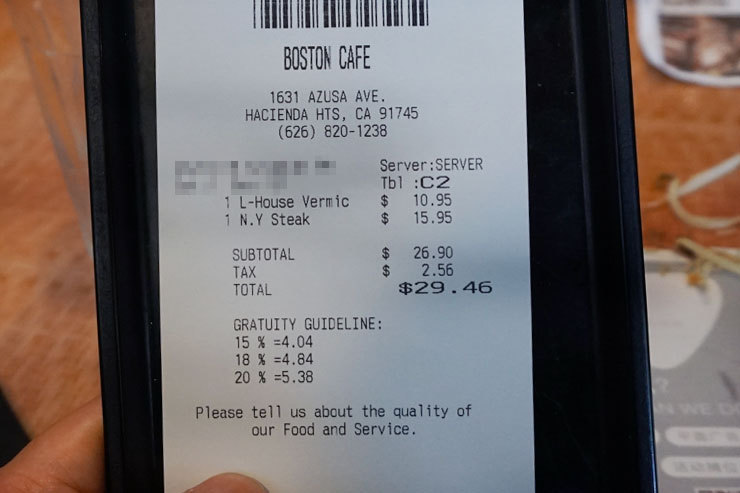 BOSTON CAFE
1631 AZUSA AVE.
HACIENDA HTS, CA 91745
(626) 820-1238
Server:SERVER
Tbl :C2
1 L-House Vermic $ 10.95
1 N.Y Steak $ 15.95
SUBTOTAL $ 26.90
TAX $ 2.56
TOTAL $29.46
GRATUITY GUIDELINE:
15 % =4.04
18 % =4.84
20 % =5.38
Please tell us about the quality of
our Food and Service.